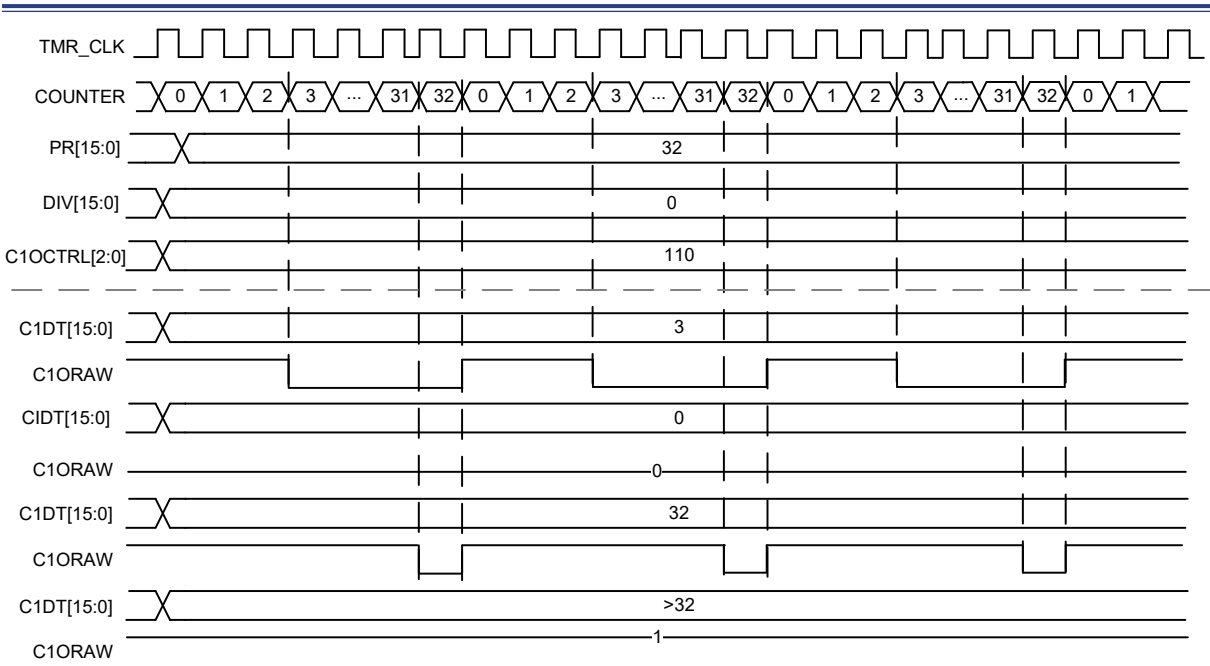 TMR_CLK
COUNTER 0 1 2 3 ... 31 32 0 1 2 3 ... 31 32 0 1 2 3 ... 31 32 0 1
PR[15:0] 32
DIV[15:0] 0
C1OCTRL[2:0] 110
C1DT[15:0] 3
C1ORAW
CIDT[15:0] 0
C1ORAW 0
C1DT[15:0] 32
C1ORAW
C1DT[15:0] >32
C1ORAW 1